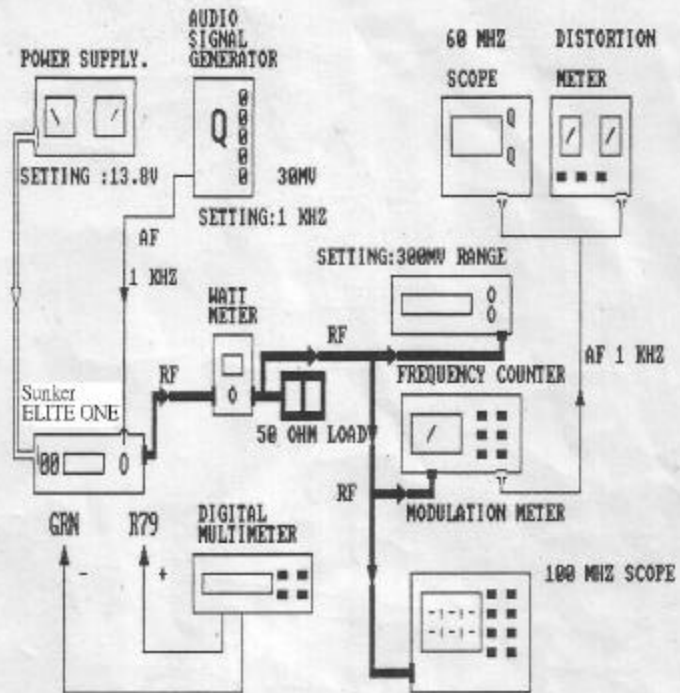 AUDIO
SIGNAL
GENERATOR
60 MHZ
SCOPE
DISTORTION
METER
POWER SUPPLY.
SETTING :13.8V
30MV
SETTING:1 KHZ
AF
1 KHZ
SETTING:300MV RANGE
WATT
METER
RF
RF
AF 1 KHZ
FREQUENCY COUNTER
Sunker
ELITE ONE
50 OHM LOAD
RF
MODULATION METER
GRN
R79
-
+
DIGITAL
MULTIMETER
100 MHZ SCOPE